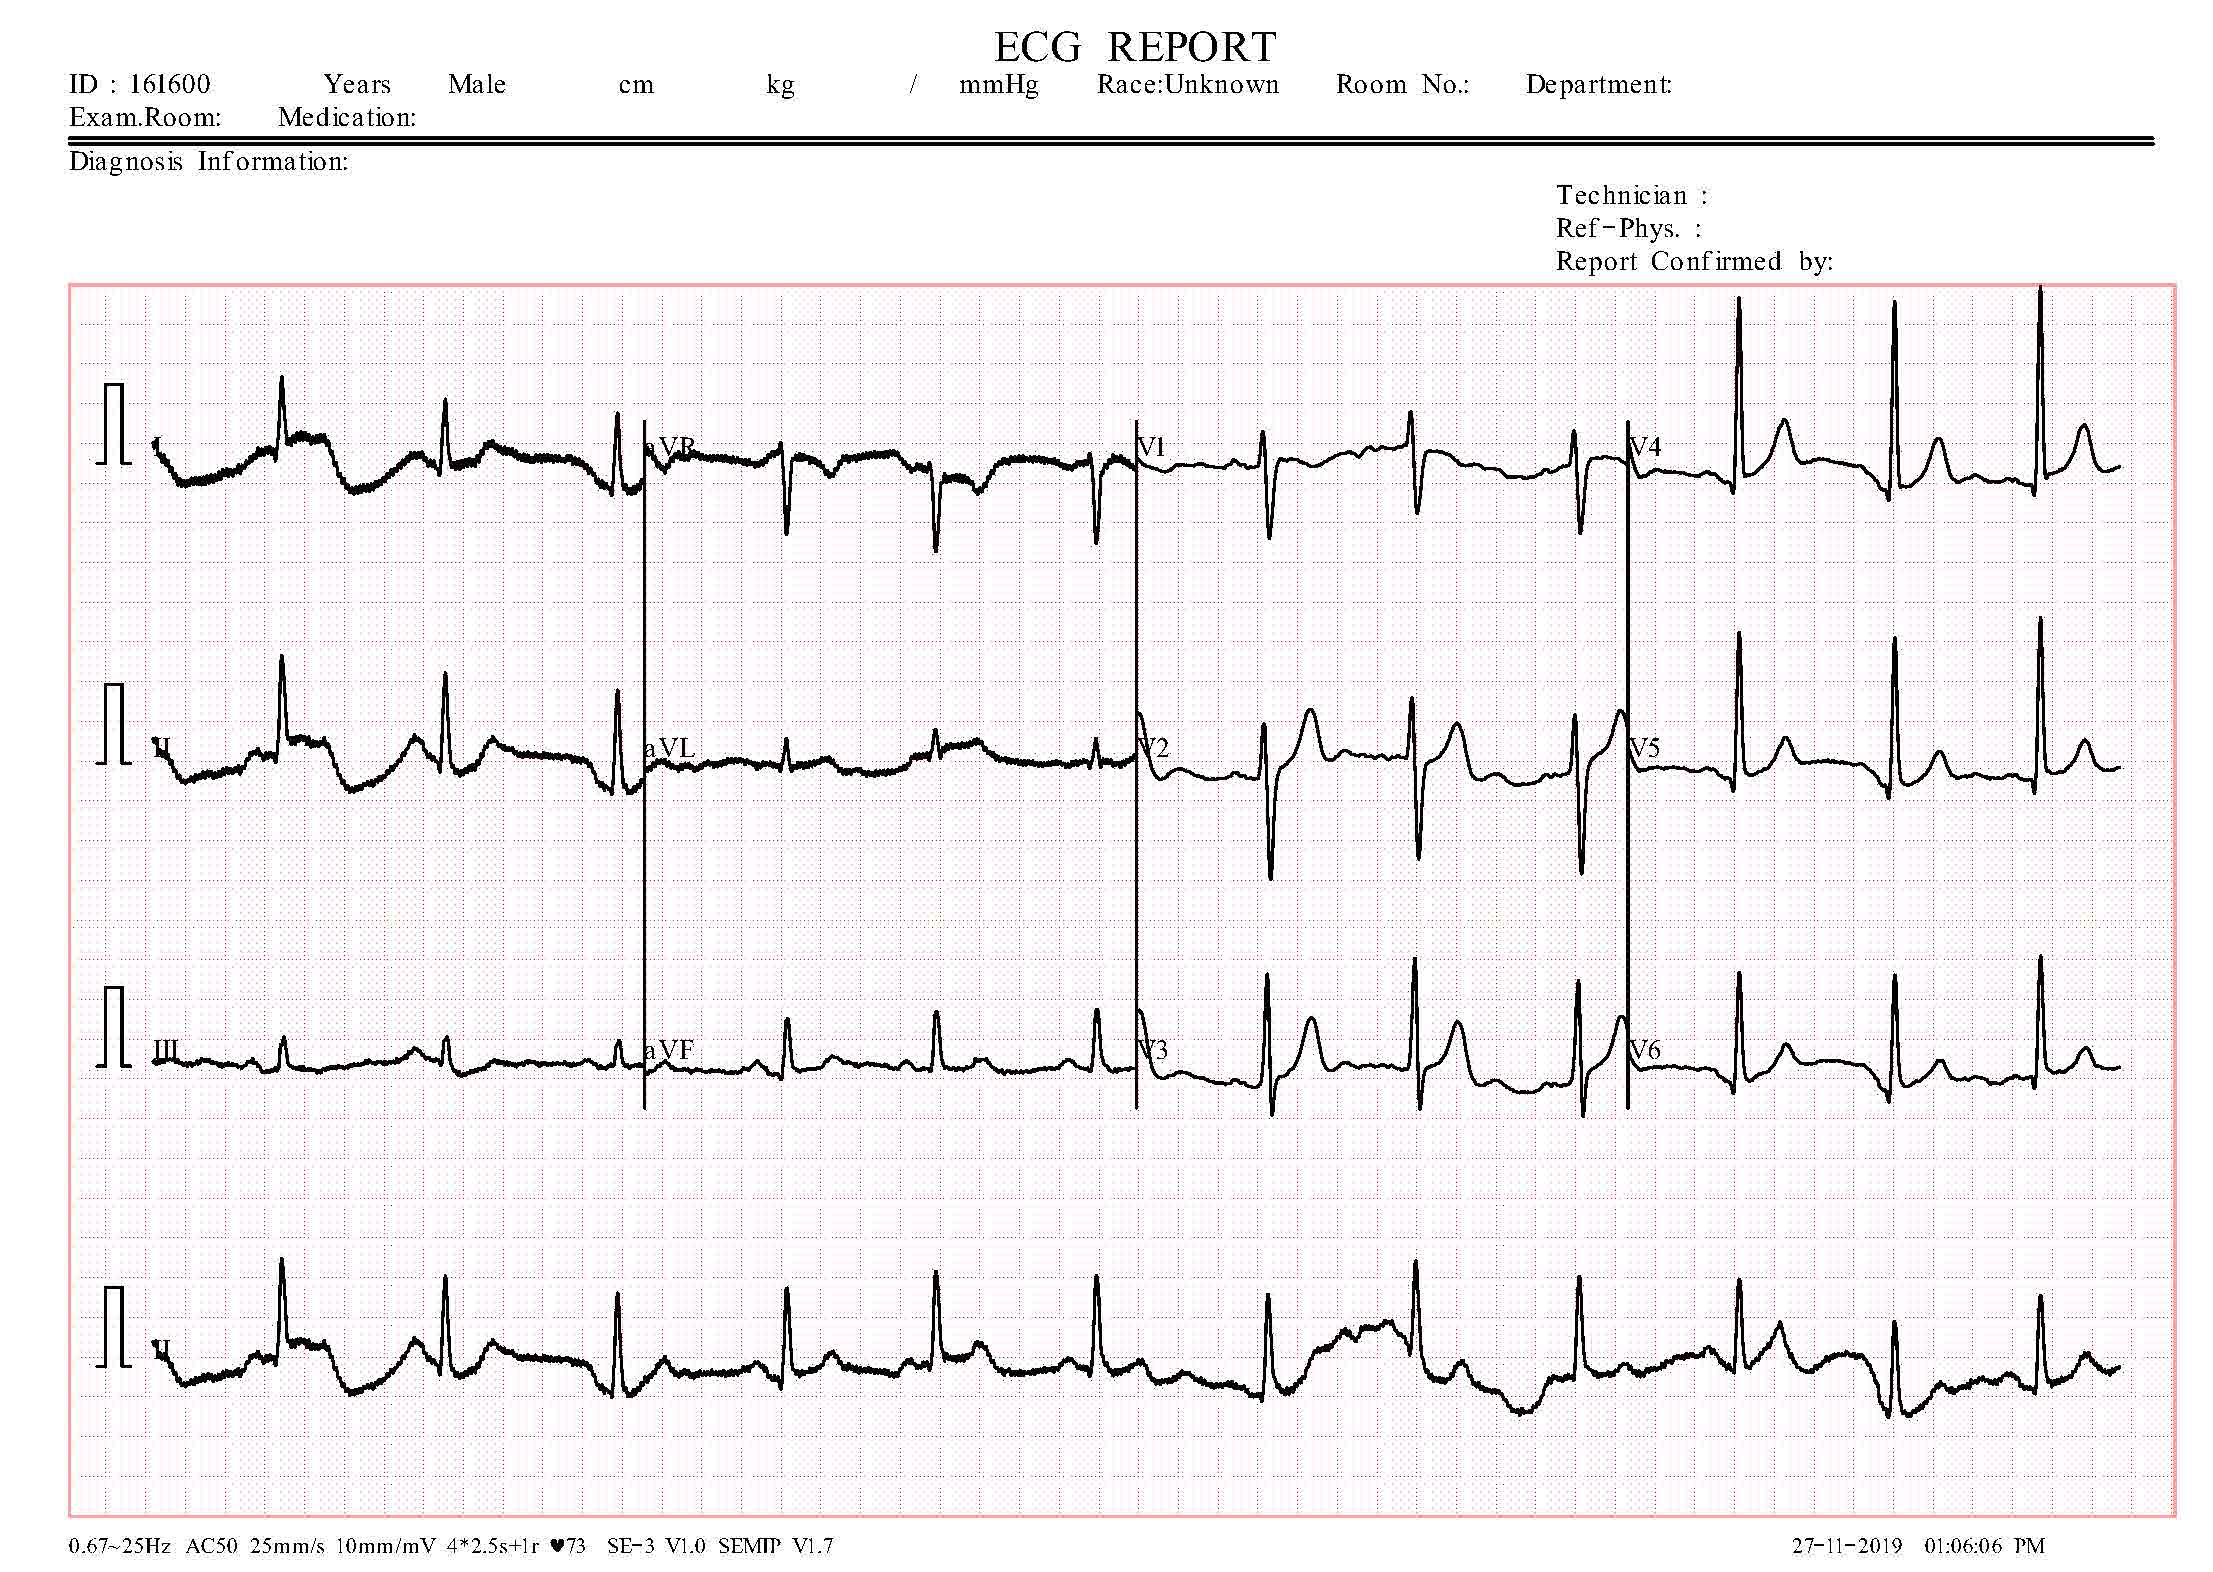 ECG REPORT
ID : 161600 Years Male cm kg / mmHg Race:Unknown Room No.: Department:
Exam.Room: Medication:
Diagnosis Information:
Technician :
Ref-Phys. :
Report Confirmed by:
I aVR V1 V4
II aVL V2 V5
III aVF V3 V6
II
0.67~25Hz AC50 25mm/s 10mm/mV 4*2.5s+1r ♥73 SE-3 V1.0 SEMIP V1.7 27-11-2019 01:06:06 PM